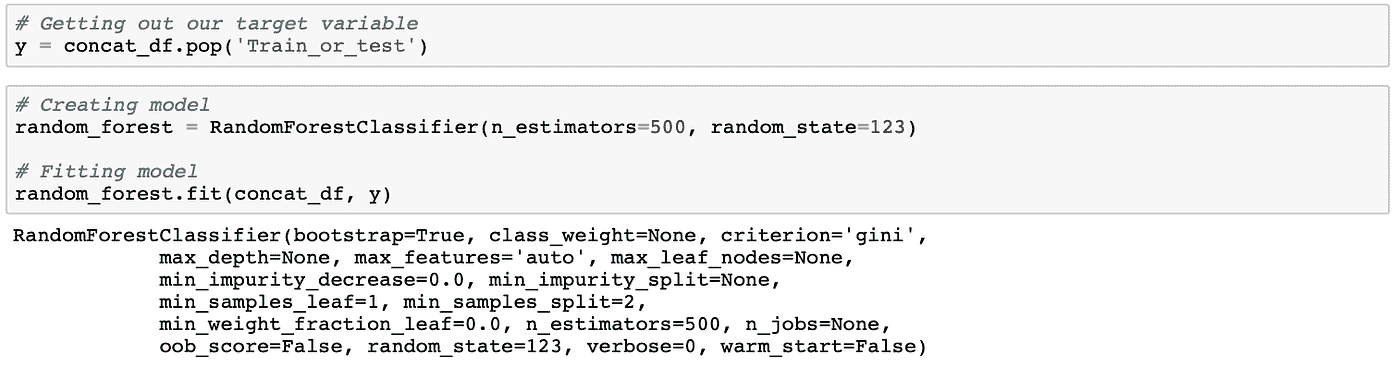 # Getting out our target variable
y = concat_df.pop('Train_or_test')
# Creating model
random_forest = RandomForestClassifier(n_estimators=500, random_state=123)
# Fitting model
random_forest.fit(concat_df, y)
RandomForestClassifier(bootstrap=True, class_weight=None, criterion='gini',
            max_depth=None, max_features='auto', max_leaf_nodes=None,
            min_impurity_decrease=0.0, min_impurity_split=None,
            min_samples_leaf=1, min_samples_split=2,
            min_weight_fraction_leaf=0.0, n_estimators=500, n_jobs=None,
            oob_score=False, random_state=123, verbose=0, warm_start=False)